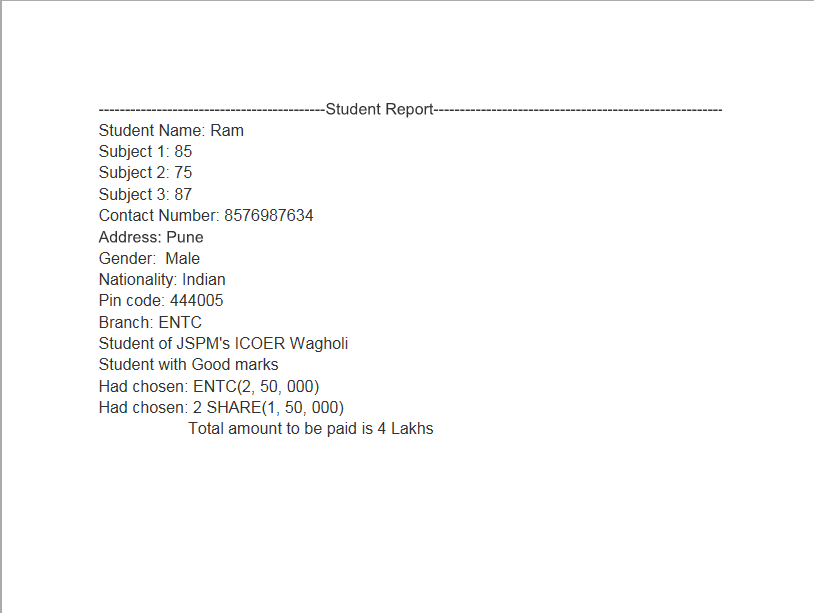 -------------------------------------------Student Report-------------------------------------------------------
Student Name: Ram
Subject 1: 85
Subject 2: 75
Subject 3: 87
Contact Number: 8576987634
Address: Pune
Gender:  Male
Nationality: Indian
Pin code: 444005
Branch: ENTC
Student of JSPM's ICOER Wagholi
Student with Good marks
Had chosen: ENTC(2, 50, 000)
Had chosen: 2 SHARE(1, 50, 000)
Total amount to be paid is 4 Lakhs